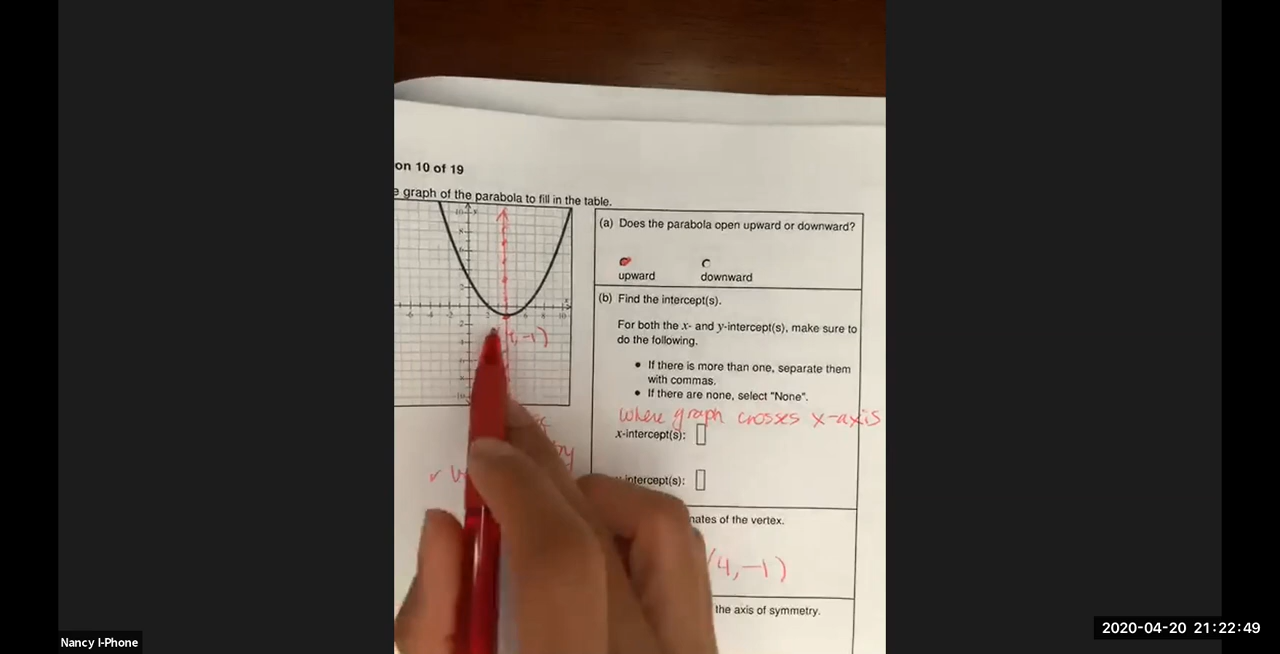 on 10 of 19
e graph of the parabola to fill in the table.
(a) Does the parabola open upward or downward?
upward downward
(b) Find the intercept(s).
For both the x- and y-intercept(s), make sure to
do the following.
• If there is more than one, separate them
with commas.
• If there are none, select "None".
where graph crosses x-axis
x-intercept(s):
intercept(s):
nates of the vertex.
(4, -1)
the axis of symmetry.
, -1)
Nancy I-Phone
2020-04-20 21:22:49